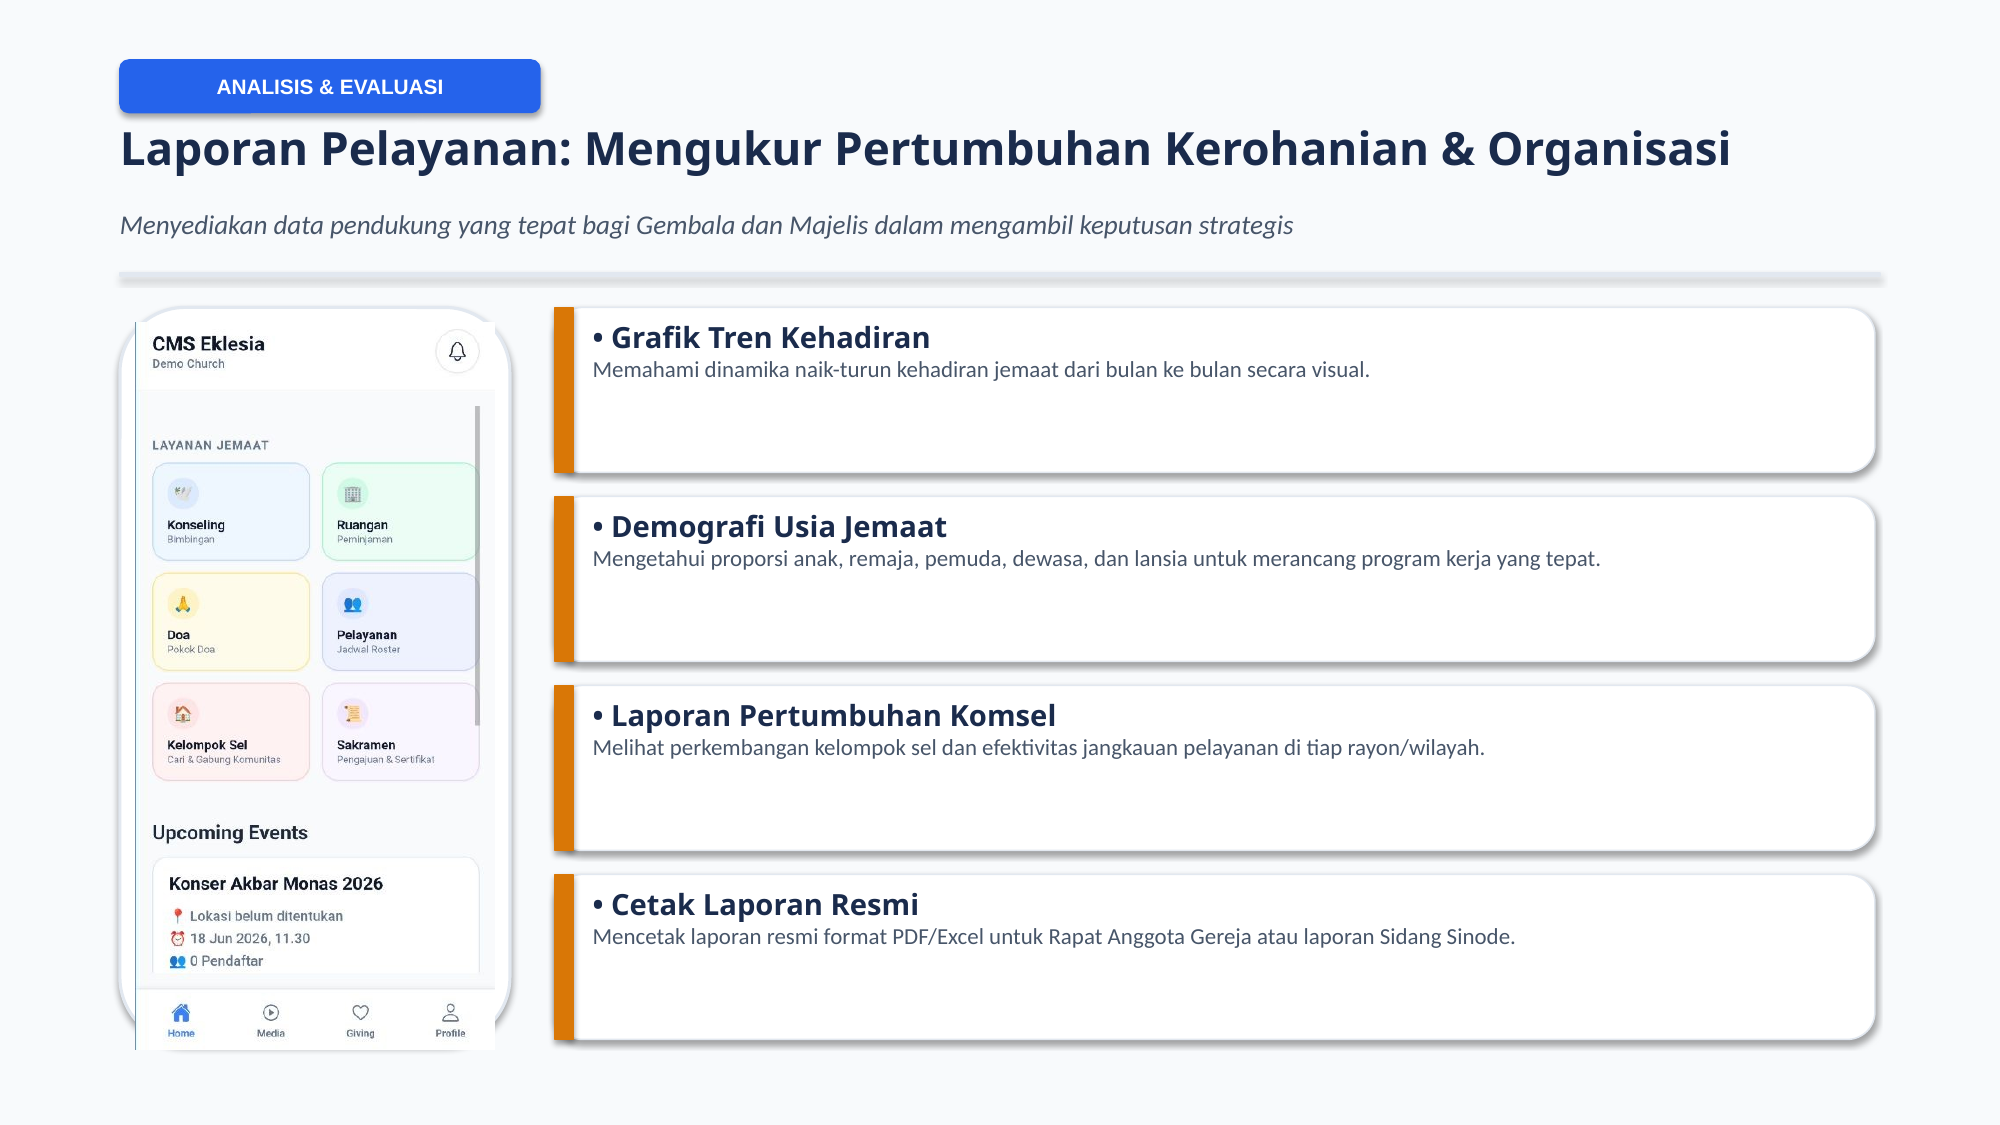 ANALISIS & EVALUASI
Laporan Pelayanan: Mengukur Pertumbuhan Kerohanian & Organisasi
Menyediakan data pendukung yang tepat bagi Gembala dan Majelis dalam mengambil keputusan strategis
CMS Eklesia
Demo Church
LAYANAN JEMAAT
Konseling
Bimbingan
Ruangan
Peminjaman
Doa
Pokok Doa
Pelayanan
Jadwal Roster
Kelompok Sel
Cari & Gabung Komunitas
Sakramen
Pengajuan & Sertifikat
Upcoming Events
Konser Akbar Monas 2026
Lokasi belum ditentukan
18 Jun 2026, 11.30
0 Pendaftar
Home
Media
Giving
Profile
• Grafik Tren Kehadiran
Memahami dinamika naik-turun kehadiran jemaat dari bulan ke bulan secara visual.
• Demografi Usia Jemaat
Mengetahui proporsi anak, remaja, pemuda, dewasa, dan lansia untuk merancang program kerja yang tepat.
• Laporan Pertumbuhan Komsel
Melihat perkembangan kelompok sel dan efektivitas jangkauan pelayanan di tiap rayon/wilayah.
• Cetak Laporan Resmi
Mencetak laporan resmi format PDF/Excel untuk Rapat Anggota Gereja atau laporan Sidang Sinode.